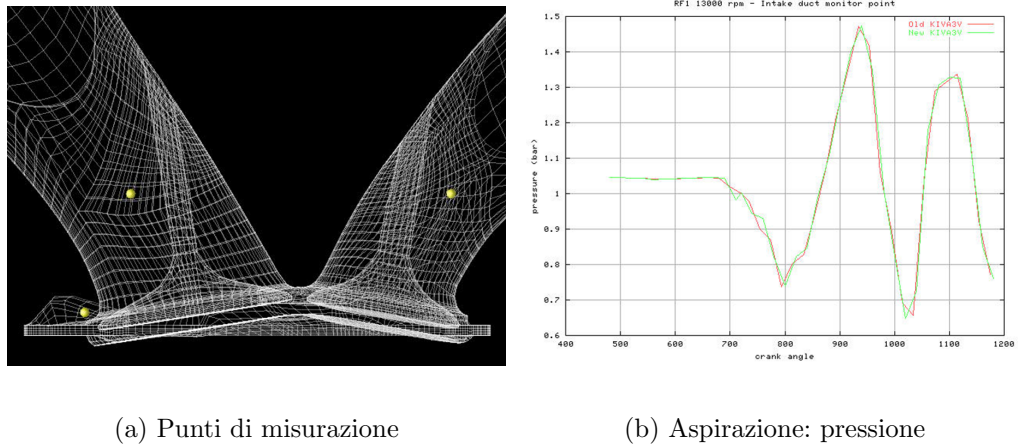 RF1 13000 rpm - Intake duct monitor point
Old KIVA3V
New KIVA3V
pressure (bar)
1.5
1.4
1.3
1.2
1.1
1
0.9
0.8
0.7
0.6
400 500 600 700 800 900 1000 1100 1200
crank angle
(a) Punti di misurazione
(b) Aspirazione: pressione